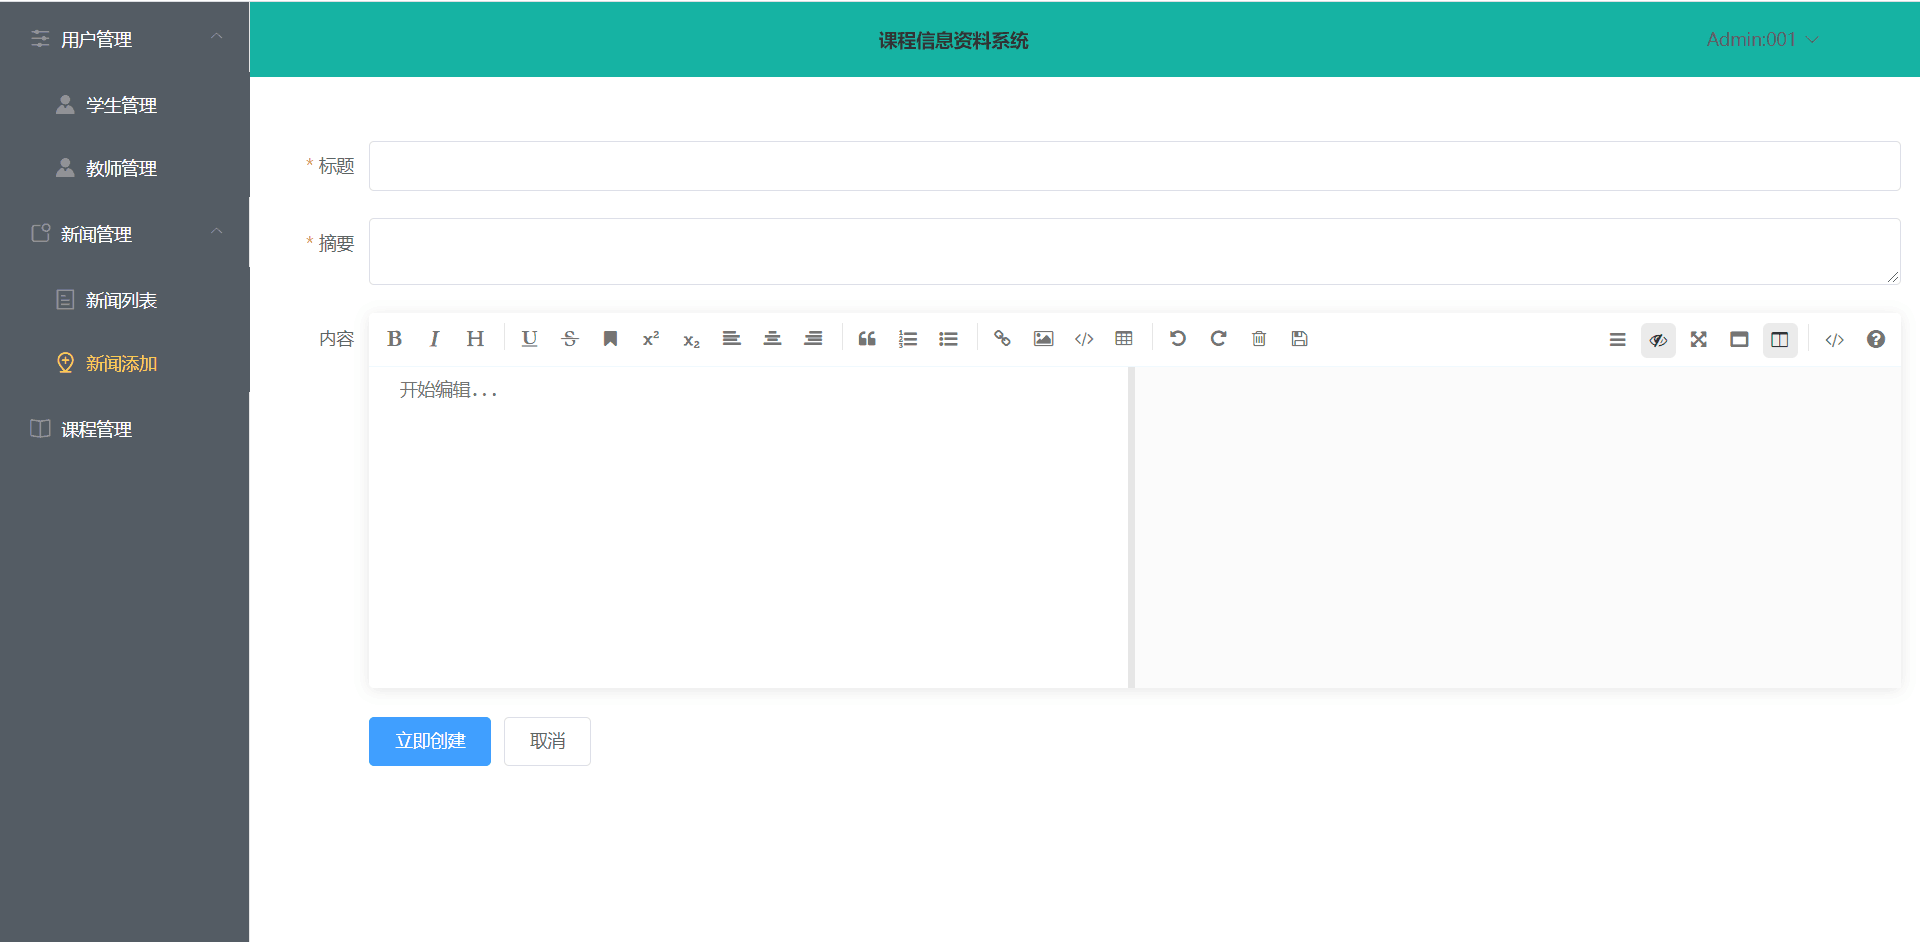 用户管理
学生管理
教师管理
新闻管理
新闻列表
新闻添加
课程管理
课程信息资料系统
Admin:001
* 标题
* 摘要
内容
B I H U S x² x₂
开始编辑...
立即创建
取消